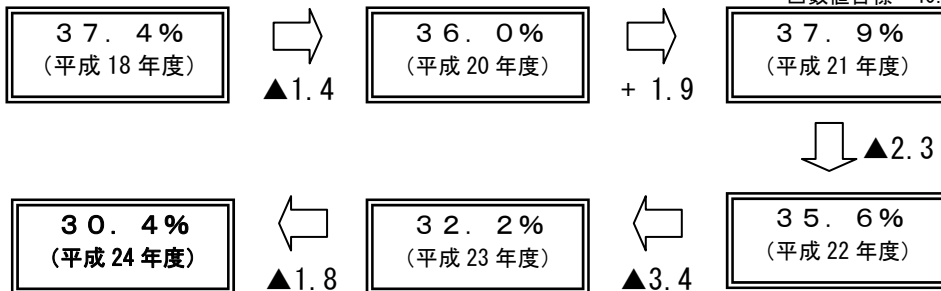 37.4%
(平成18年度)
▲1.4
36.0%
(平成20年度)
+1.9
37.9%
(平成21年度)
▲2.3
35.6%
(平成22年度)
▲3.4
32.2%
(平成23年度)
▲1.8
30.4%
(平成24年度)